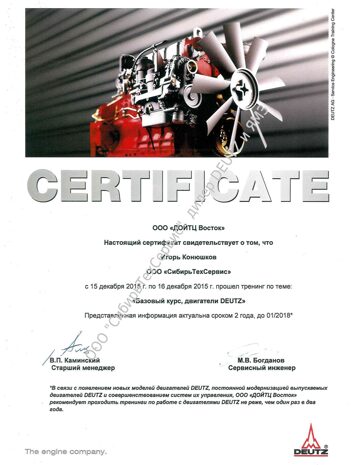 DEUTZ AG · Service Engineering @ Cologne Training Center
CERTIFICATE
ООО «ДОЙТЦ Восток»
Настоящий сертификат свидетельствует о том, что
Игорь Конюшков
ООО «СибирьТехСервис»
с 15 декабря 2015 г. по 16 декабря 2015 г. прошел тренинг по теме:
«Базовый курс, двигатели DEUTZ»
Представленная информация актуальна сроком 2 года, до 01/2018*
ООО "СибирьТехСервис" дилер DEUTZ и ЯМЗ
В.П. Каминский
Старший менеджер
М.В. Богданов
Сервисный инженер
*В связи с появлением новых моделей двигателей DEUTZ, постоянной модернизацией выпускаемых
двигателей DEUTZ и совершенствованием систем их управления, ООО «ДОЙТЦ Восток»
рекомендует проходить тренинги по работе с двигателями DEUTZ не реже, чем один раз в два
года.
The engine company.
DEUTZ
®